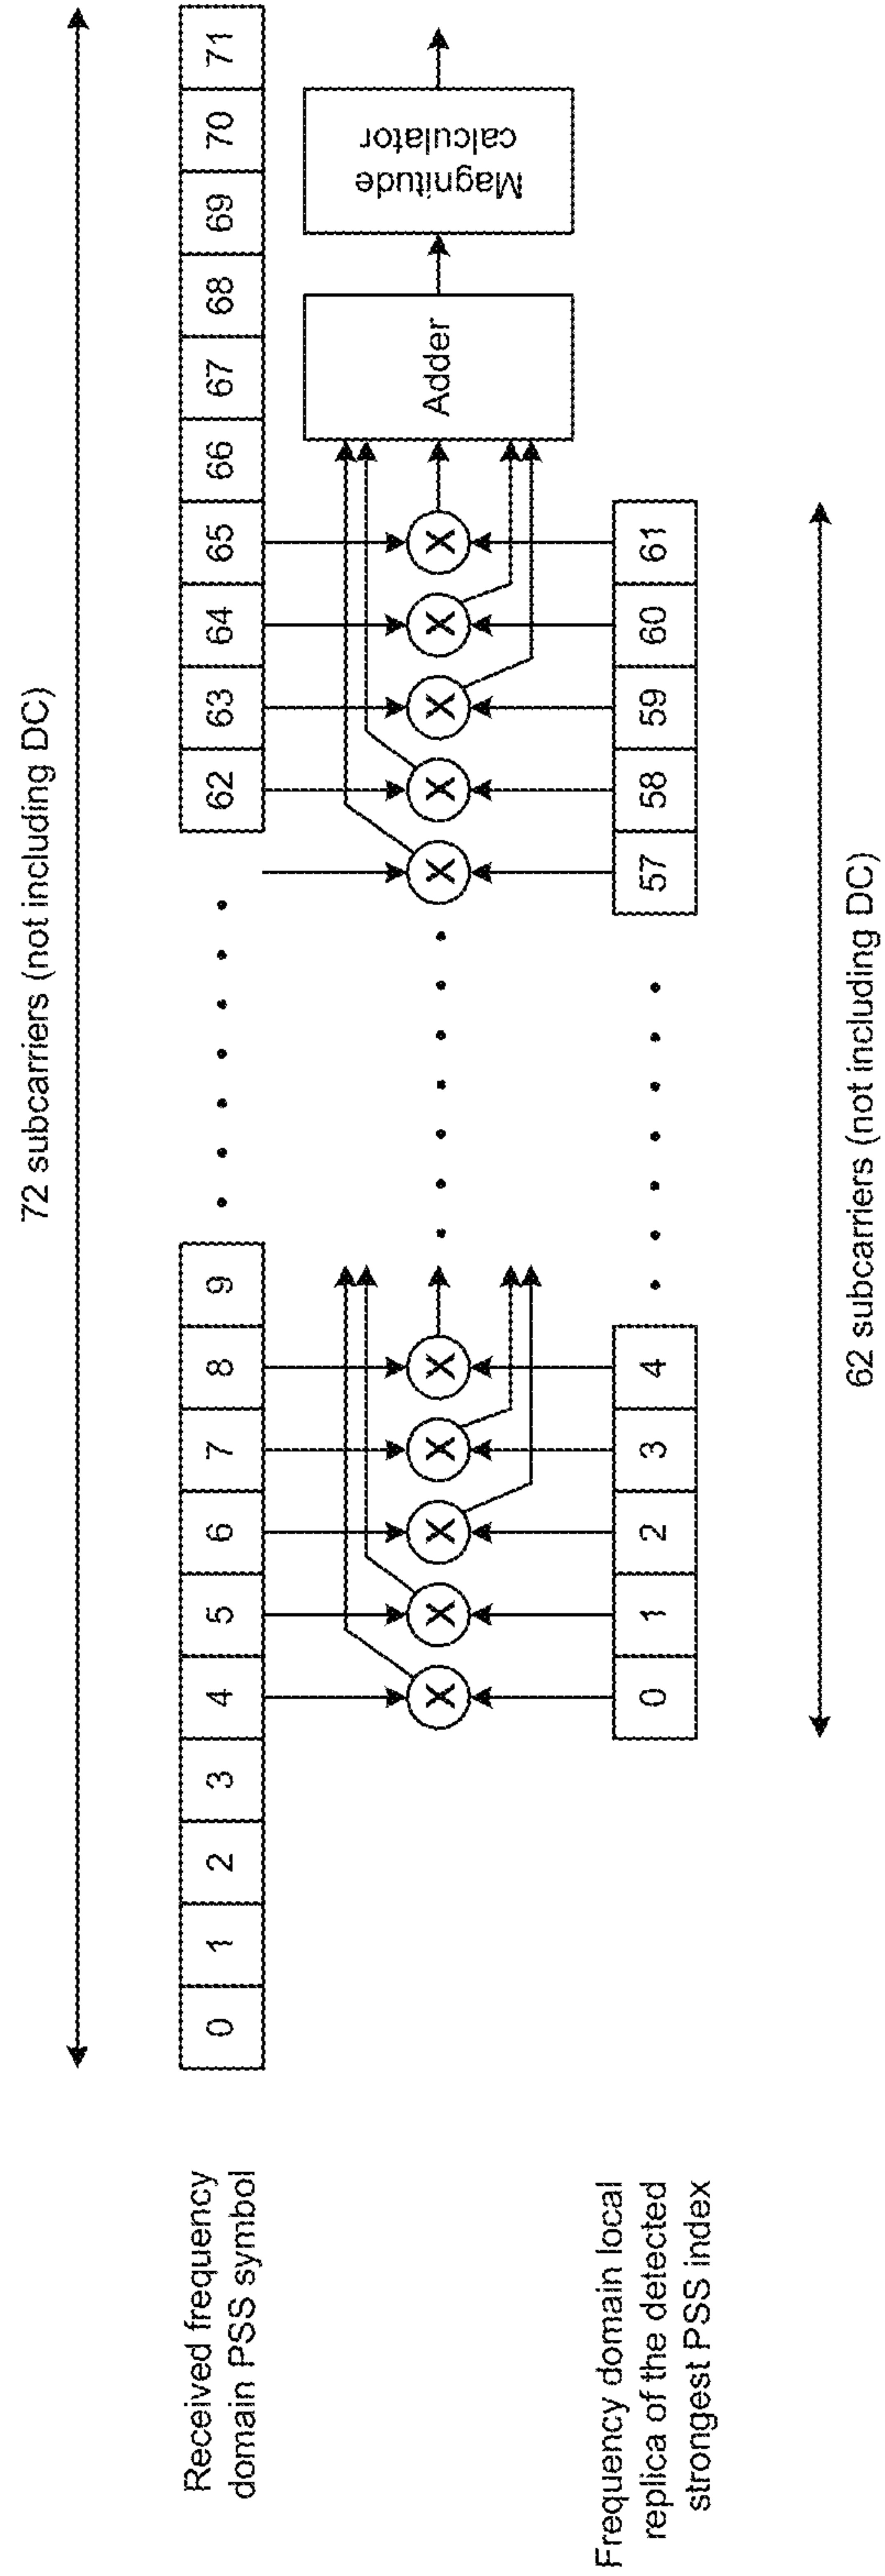 72 subcarriers (not including DC)
Received frequency
domain PSS symbol
0 1 2 3 4 5 6 7 8 9 62 63 64 65 66 67 68 69 70 71
X X X X X X X X X X
Adder
Magnitude
calculator
Frequency domain local
replica of the detected
strongest PSS index
0 1 2 3 4 57 58 59 60 61
62 subcarriers (not including DC)